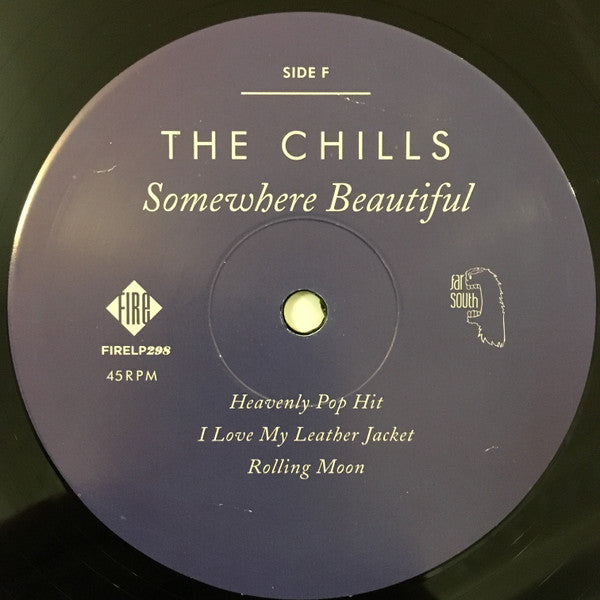 SIDE F
THE CHILLS
Somewhere Beautiful
FIRE
far
south
FIRELP298
45RPM
Heavenly Pop Hit
I Love My Leather Jacket
Rolling Moon